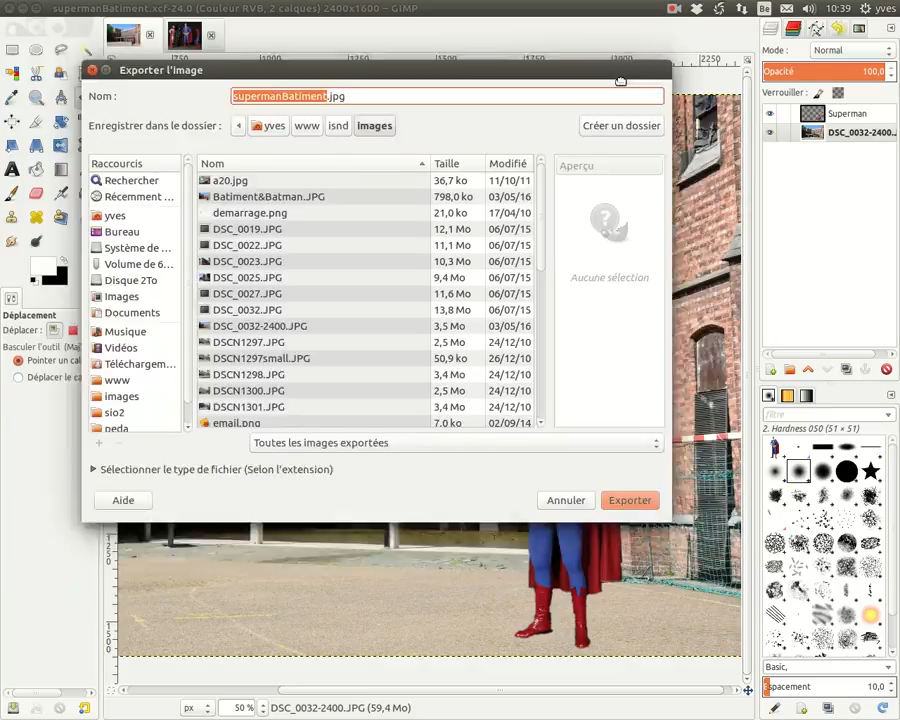 supermanBatiment.xcf-24.0 (Couleur RVB, 2 calques) 2400x1600 – GIMP
Be
10:39
yves
Exporter l'image
Nom :
supermanBatiment.jpg
Enregistrer dans le dossier :
yves
www
isnd
Images
Créer un dossier
Raccourcis
Rechercher
Récemment ...
yves
Bureau
Système de ...
Volume de 6...
Disque 2To
Images
Documents
Musique
Vidéos
Téléchargem...
www
images
sio2
peda
Nom Taille Modifié
a20.jpg 36,7 ko 11/10/11
Batiment&Batman.JPG 798,0 ko 03/05/16
demarrage.png 21,0 ko 17/04/10
DSC_0019.JPG 12,1 Mo 06/07/15
DSC_0022.JPG 11,1 Mo 06/07/15
DSC_0023.JPG 10,3 Mo 06/07/15
DSC_0025.JPG 9,4 Mo 06/07/15
DSC_0027.JPG 11,6 Mo 06/07/15
DSC_0032.JPG 13,8 Mo 06/07/15
DSC_0032-2400.JPG 3,5 Mo 03/05/16
DSCN1297.JPG 2,5 Mo 24/12/10
DSCN1297small.JPG 50,9 ko 26/12/10
DSCN1298.JPG 3,4 Mo 24/12/10
DSCN1300.JPG 2,5 Mo 24/12/10
DSCN1301.JPG 3,4 Mo 24/12/10
email.png 7,0 ko 02/09/14
Aperçu
Aucune sélection
Toutes les images exportées
Sélectionner le type de fichier (Selon l'extension)
Aide
Annuler
Exporter
2250
Déplacement
Déplacer :
Basculer l'outil (Maj
Pointer un cal
Déplacer le ca
Mode :
Normal
Opacité
100,0
Verrouiller :
Superman
DSC_0032-2400...
filtre
2. Hardness 050 (51 × 51)
Basic,
Espacement
10,0
px
50 %
DSC_0032-2400.JPG (59,4 Mo)